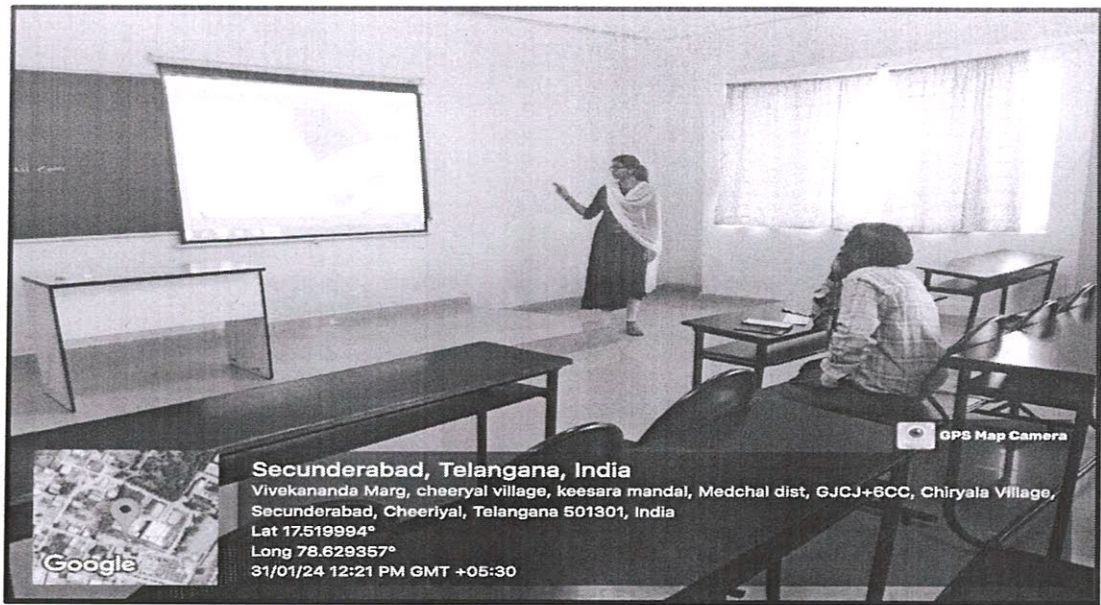 GPS Map Camera
Secunderabad, Telangana, India
Vivekananda Marg, cheeryal village, keesara mandal, Medchal dist, GJCJ+6CC, Chiryala Village,
Secunderabad, Cheeriyal, Telangana 501301, India
Lat 17.519994°
Long 78.629357°
31/01/24 12:21 PM GMT +05:30
Google